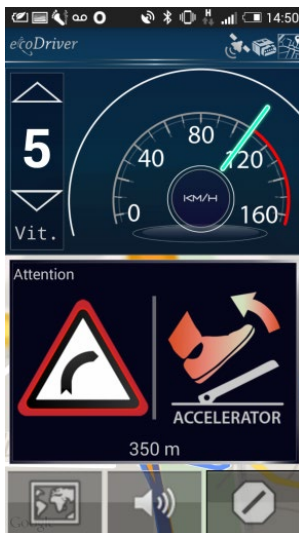 14:50
ecoDriver
5
Vit.
0
40
80
120
160
KM/H
Attention
ACCELERATOR
350 m
Google